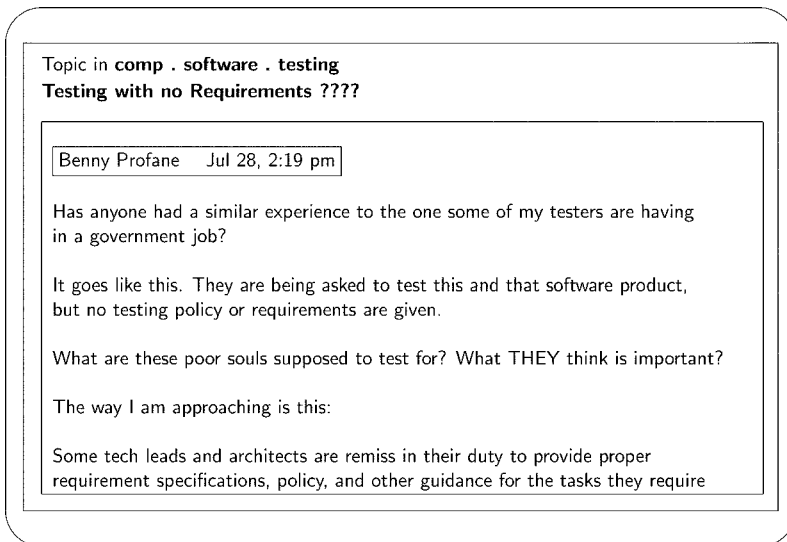 Topic in comp . software . testing
Testing with no Requirements ????
Benny Profane Jul 28, 2:19 pm
Has anyone had a similar experience to the one some of my testers are having
in a government job?
It goes like this. They are being asked to test this and that software product,
but no testing policy or requirements are given.
What are these poor souls supposed to test for? What THEY think is important?
The way I am approaching is this:
Some tech leads and architects are remiss in their duty to provide proper
requirement specifications, policy, and other guidance for the tasks they require